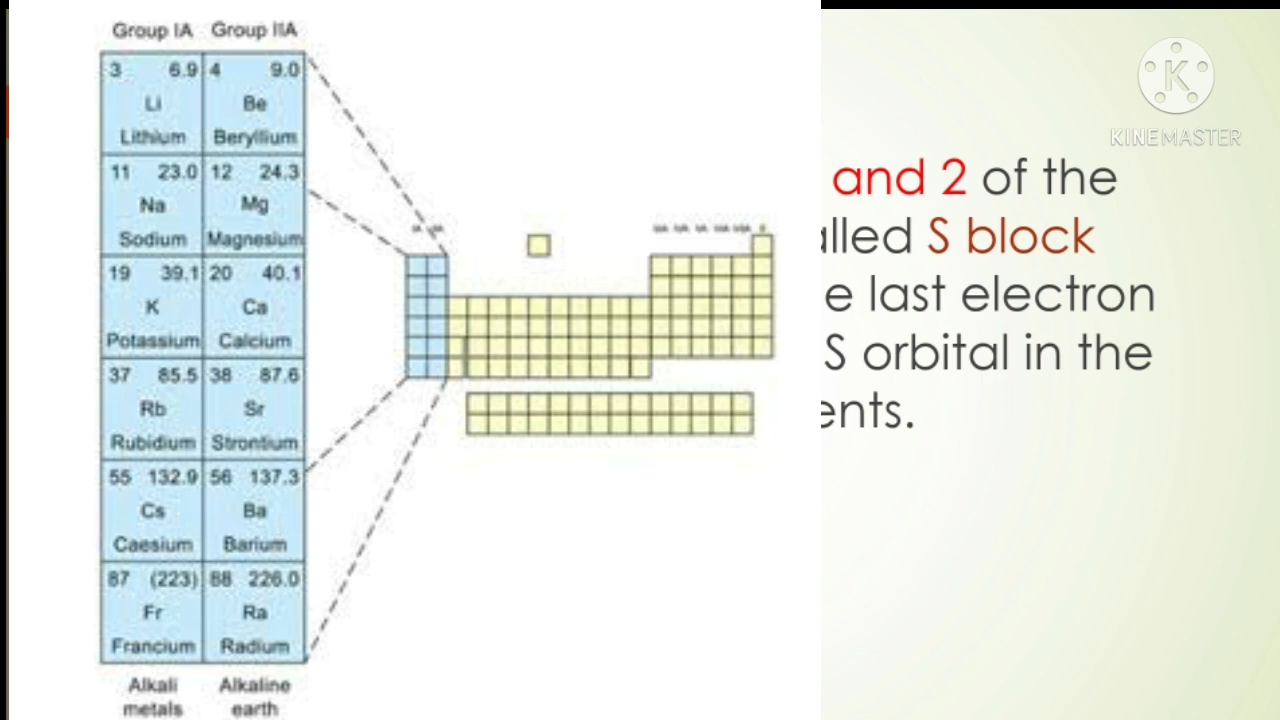 Group IA Group IIA
3 6.9 4 9.0
Li Be
Lithium Beryllium
11 23.0 12 24.3
Na Mg
Sodium Magnesium
19 39.1 20 40.1
K Ca
Potassium Calcium
37 85.5 38 87.6
Rb Sr
Rubidium Strontium
55 132.9 56 137.3
Cs Ba
Caesium Barium
87 (223) 88 226.0
Fr Ra
Francium Radium
Alkali Alkaline
metals earth
K
KINEMASTER
and 2 of the
alled S block
e last electron
S orbital in the
ents.